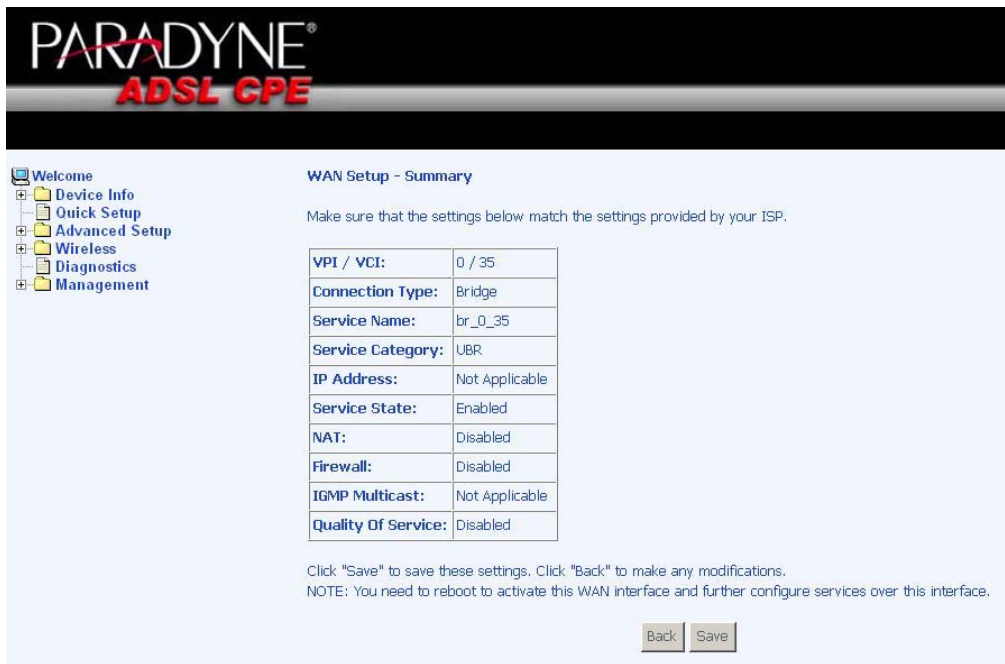 PARADYNE®
ADSL CPE
Welcome
Device Info
Quick Setup
Advanced Setup
Wireless
Diagnostics
Management
WAN Setup - Summary
Make sure that the settings below match the settings provided by your ISP.
VPI / VCI: 0 / 35
Connection Type: Bridge
Service Name: br_0_35
Service Category: UBR
IP Address: Not Applicable
Service State: Enabled
NAT: Disabled
Firewall: Disabled
IGMP Multicast: Not Applicable
Quality Of Service: Disabled
Click "Save" to save these settings. Click "Back" to make any modifications.
NOTE: You need to reboot to activate this WAN interface and further configure services over this interface.
Back Save